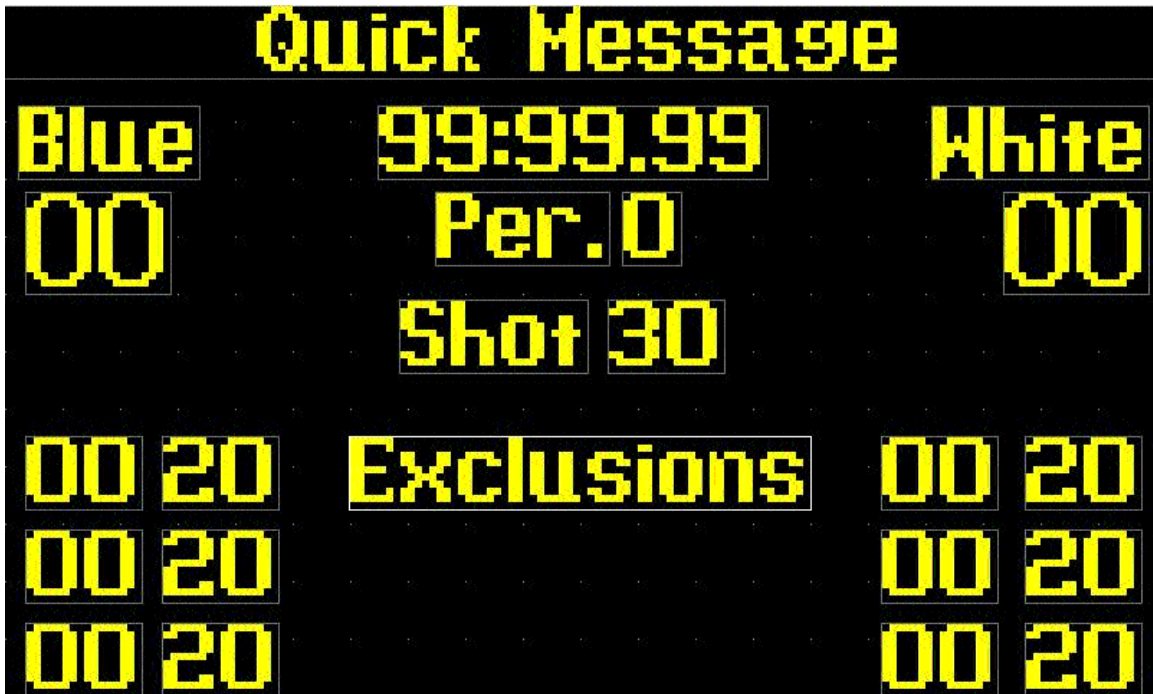 Quick Message
Blue 99:99.99 White
00 Per. 0 00
Shot 30
00 20 Exclusions 00 20
00 20 00 20
00 20 00 20